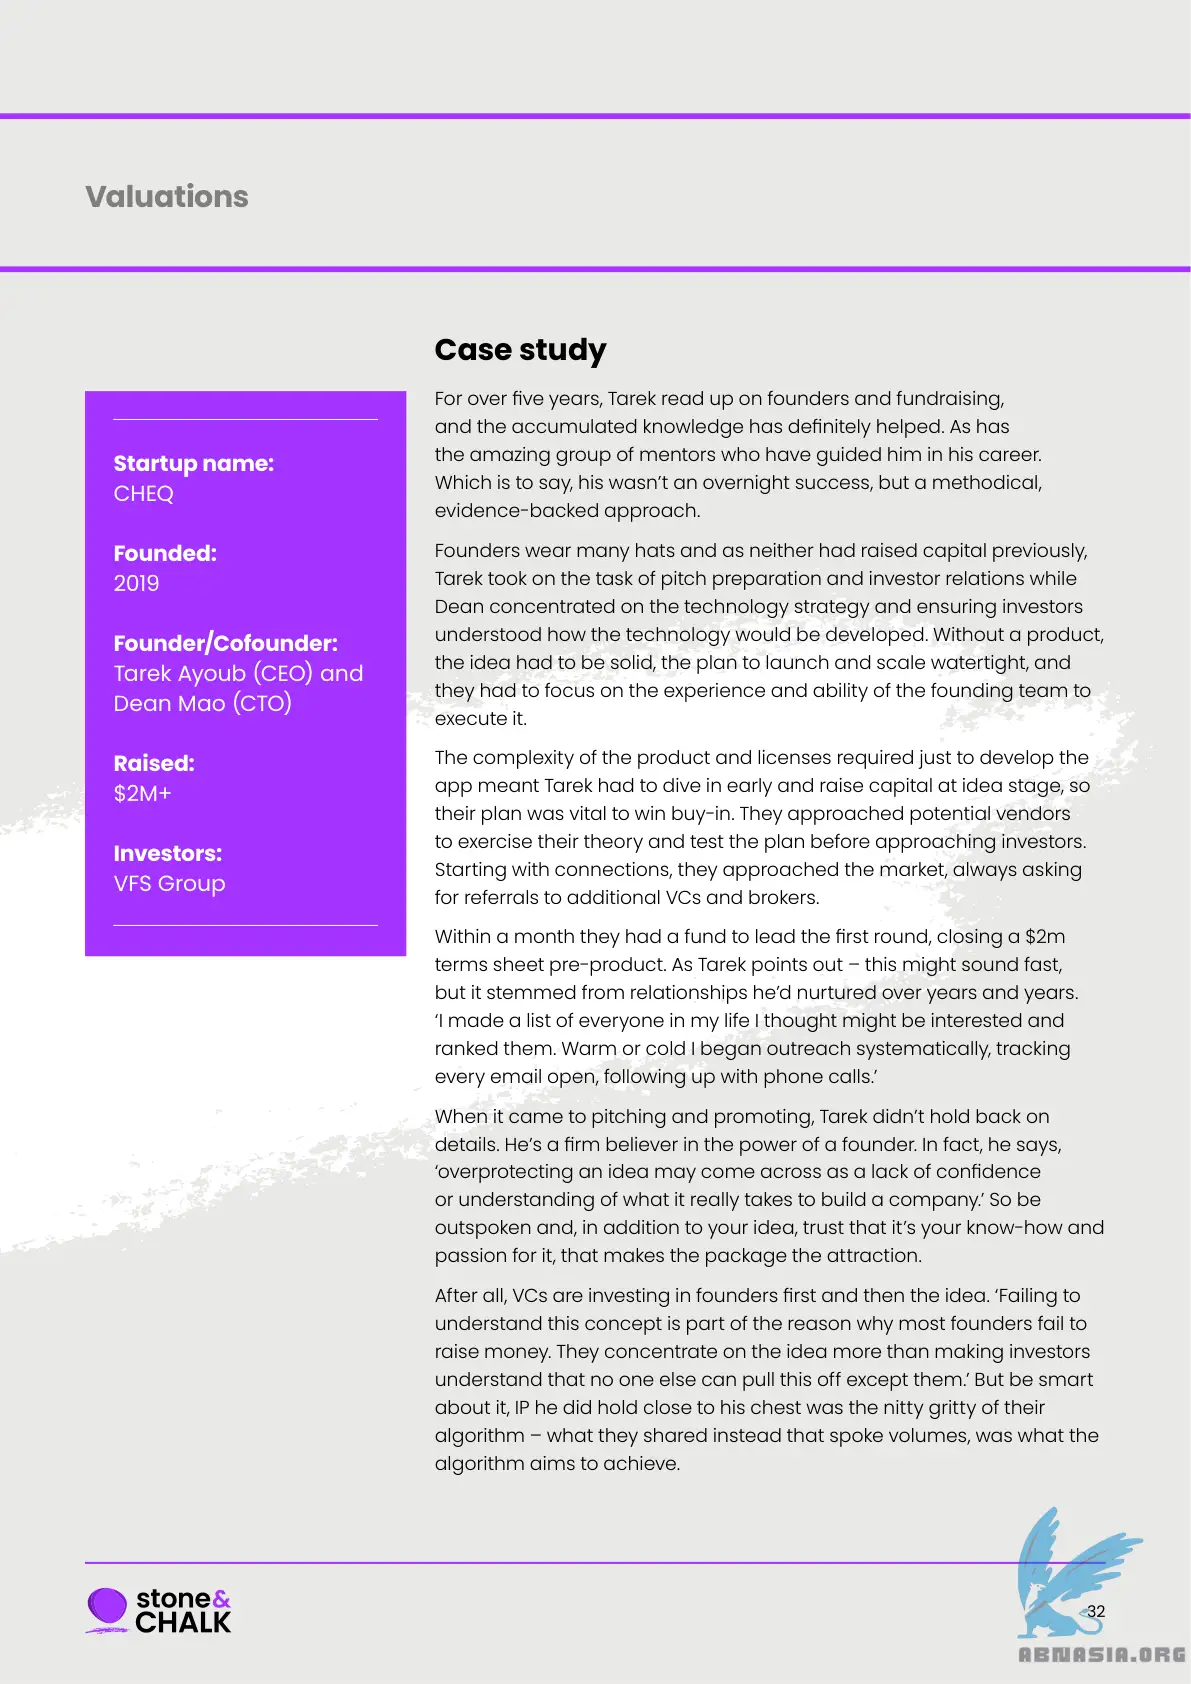 Valuations
Startup name:
CHEQ
Founded:
2019
Founder/Cofounder:
Tarek Ayoub (CEO) and
Dean Mao (CTO)
Raised:
$2M+
Investors:
VFS Group
Case study
For over five years, Tarek read up on founders and fundraising,
and the accumulated knowledge has definitely helped. As has
the amazing group of mentors who have guided him in his career.
Which is to say, his wasn’t an overnight success, but a methodical,
evidence-backed approach.
Founders wear many hats and as neither had raised capital previously,
Tarek took on the task of pitch preparation and investor relations while
Dean concentrated on the technology strategy and ensuring investors
understood how the technology would be developed. Without a product,
the idea had to be solid, the plan to launch and scale watertight, and
they had to focus on the experience and ability of the founding team to
execute it.
The complexity of the product and licenses required just to develop the
app meant Tarek had to dive in early and raise capital at idea stage, so
their plan was vital to win buy-in. They approached potential vendors
to exercise their theory and test the plan before approaching investors.
Starting with connections, they approached the market, always asking
for referrals to additional VCs and brokers.
Within a month they had a fund to lead the first round, closing a $2m
terms sheet pre-product. As Tarek points out – this might sound fast,
but it stemmed from relationships he’d nurtured over years and years.
‘I made a list of everyone in my life I thought might be interested and
ranked them. Warm or cold I began outreach systematically, tracking
every email open, following up with phone calls.’
When it came to pitching and promoting, Tarek didn’t hold back on
details. He’s a firm believer in the power of a founder. In fact, he says,
‘overprotecting an idea may come across as a lack of confidence
or understanding of what it really takes to build a company.’ So be
outspoken and, in addition to your idea, trust that it’s your know-how and
passion for it, that makes the package the attraction.
After all, VCs are investing in founders first and then the idea. ‘Failing to
understand this concept is part of the reason why most founders fail to
raise money. They concentrate on the idea more than making investors
understand that no one else can pull this off except them.’ But be smart
about it, IP he did hold close to his chest was the nitty gritty of their
algorithm – what they shared instead that spoke volumes, was what the
algorithm aims to achieve.
stone&
CHALK
32
ABNASIA.ORG